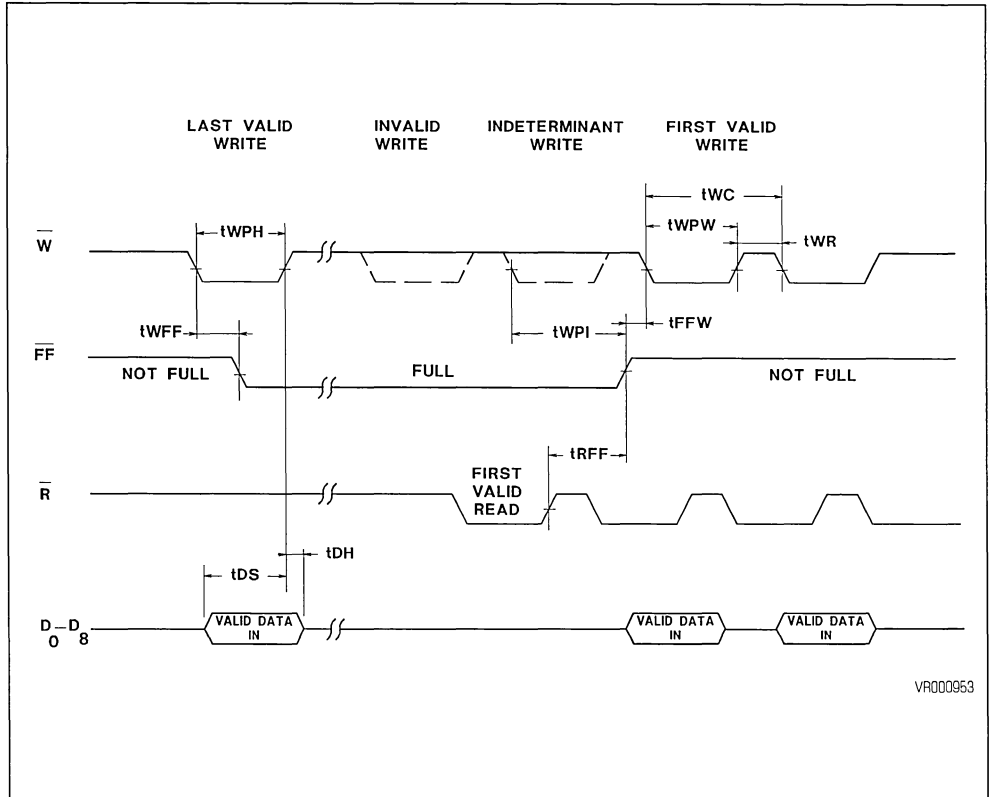 LAST VALID
WRITE
INVALID
WRITE
INDETERMINANT
WRITE
FIRST VALID
WRITE
tWC
tWPH
tWPW
tWR
W
tWFF
tWPI
tFFW
FF
NOT FULL
FULL
NOT FULL
tRFF
FIRST
VALID
READ
R
tDH
tDS
D0–D8
VALID DATA
IN
VALID DATA
IN
VALID DATA
IN
VR000953